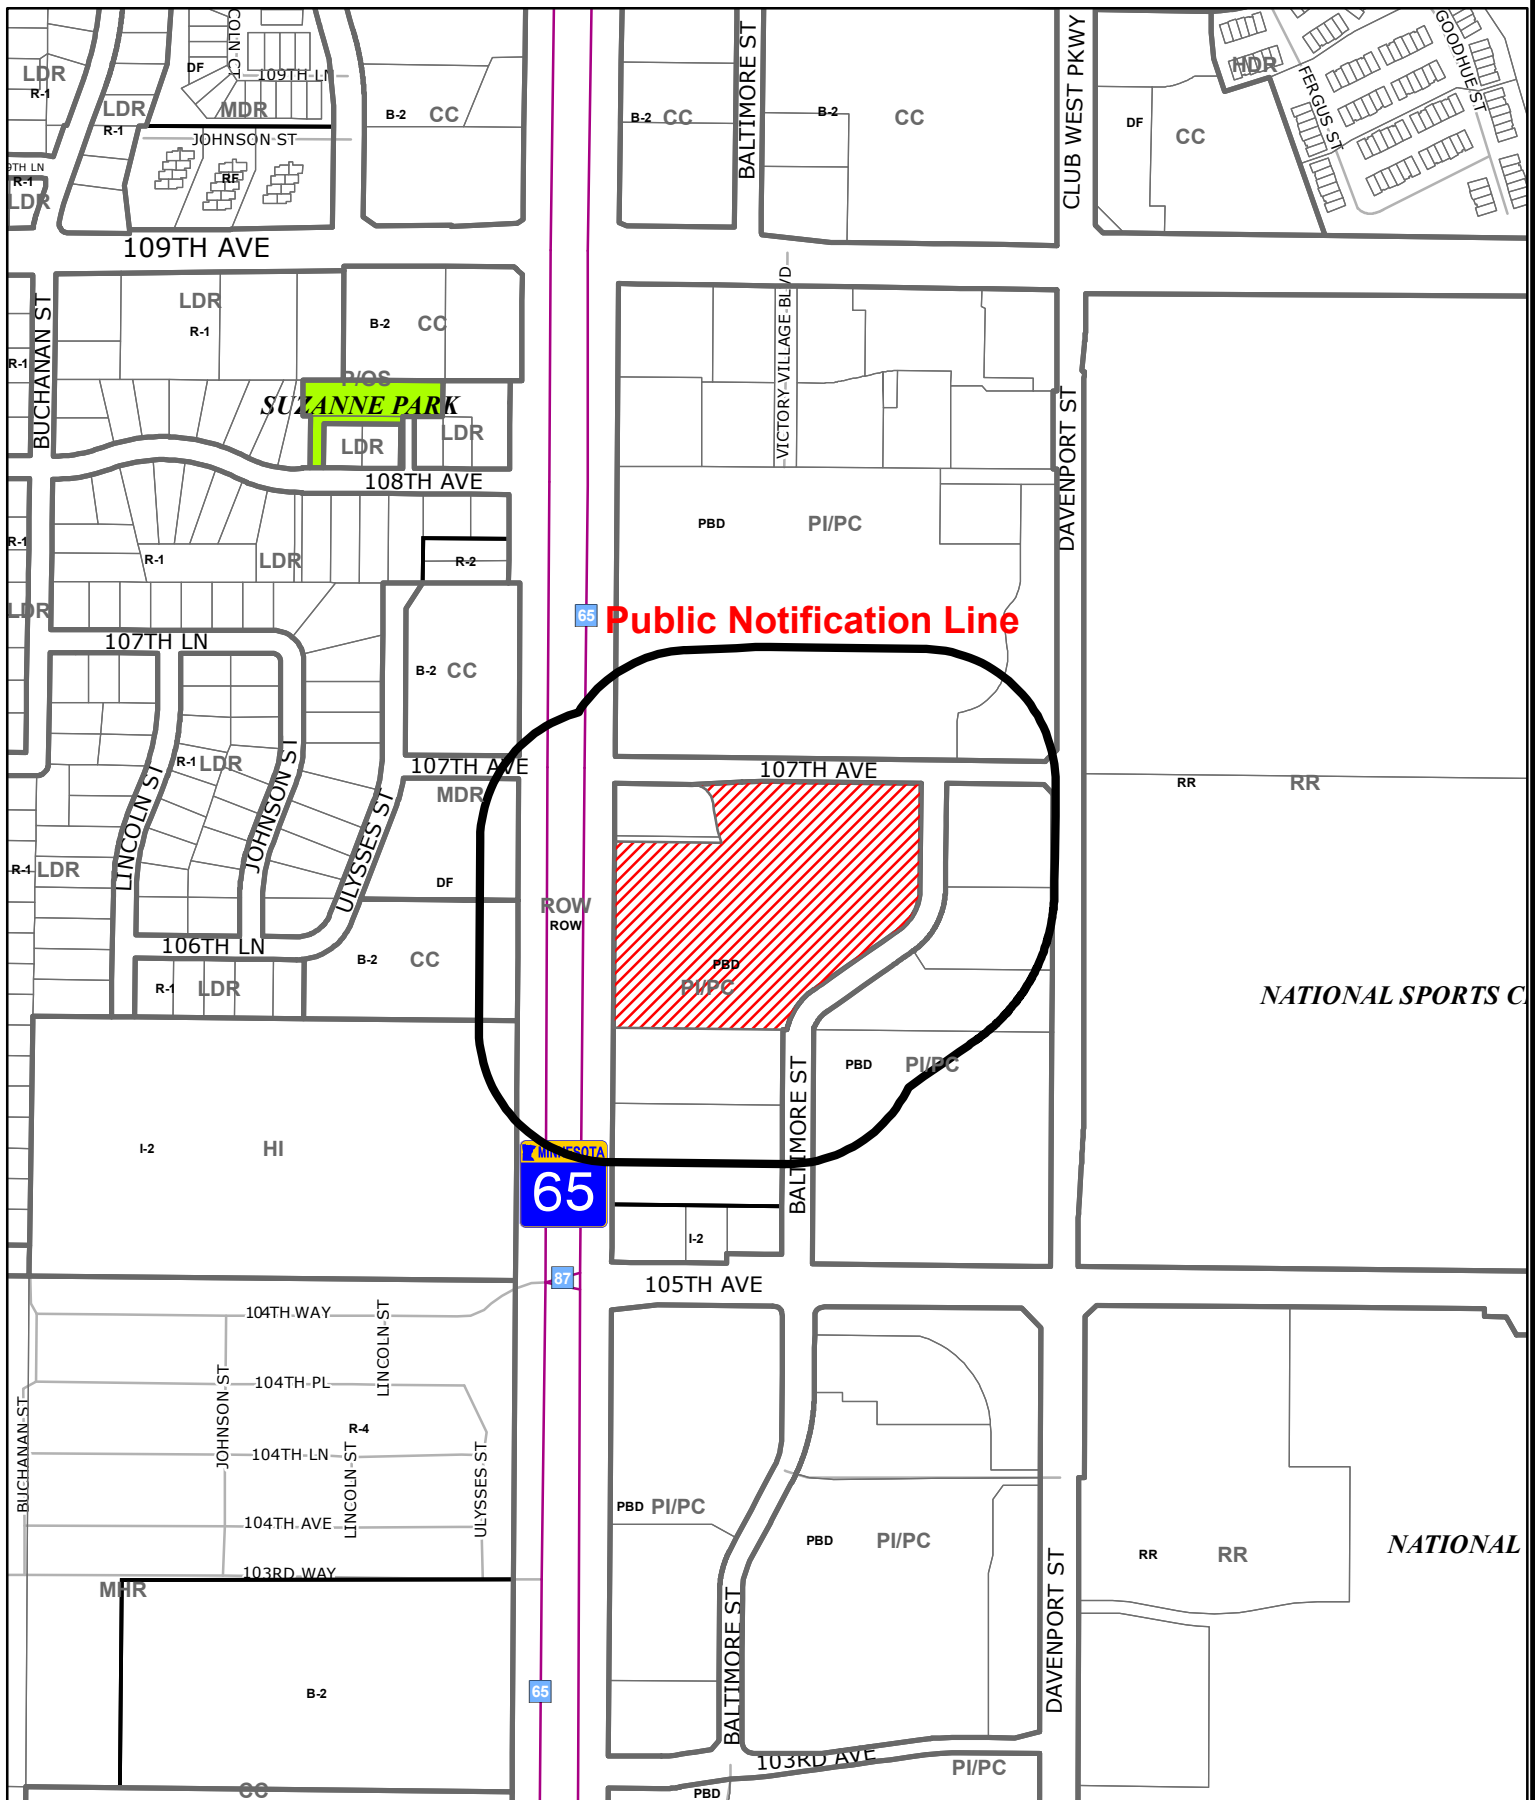 COLN CT
LDR
R-1
DF
109TH LN
LDR
R-1
MDR
JOHNSON ST
B-2 CC
B-2 CC
BALTIMORE ST
B-2
CC
CLUB WEST PKWY
DF
CC
HDR
FERGUS ST
GOODHUE ST
9TH LN
R-1
LDR
RF
109TH AVE
BUCHANAN ST
LDR
R-1
B-2 CC
R-1
P/OS
SUZANNE PARK
LDR
LDR
108TH AVE
VICTORY VILLAGE BLVD
DAVENPORT ST
PBD
PI/PC
R-1
R-1
LDR
R-2
LDR
65
Public Notification Line
107TH LN
B-2 CC
R-1 LDR
LINCOLN ST
JOHNSON ST
ULYSSES ST
107TH AVE
MDR
107TH AVE
RR
RR
R-1 LDR
DF
ROW
ROW
106TH LN
B-2
CC
PBD
PI/PC
R-1
LDR
NATIONAL SPORTS C
BALTIMORE ST
PBD
PI/PC
I-2
HI
MINNESOTA
65
I-2
87
105TH AVE
104TH WAY
LINCOLN ST
JOHNSON ST
104TH PL
BUCHANAN ST
R-4
104TH LN
LINCOLN ST
ULYSSES ST
104TH AVE
PBD PI/PC
PBD
PI/PC
RR
RR
NATIONAL
103RD WAY
MHR
BALTIMORE ST
DAVENPORT ST
B-2
65
103RD AVE
PI/PC
CC
PBD